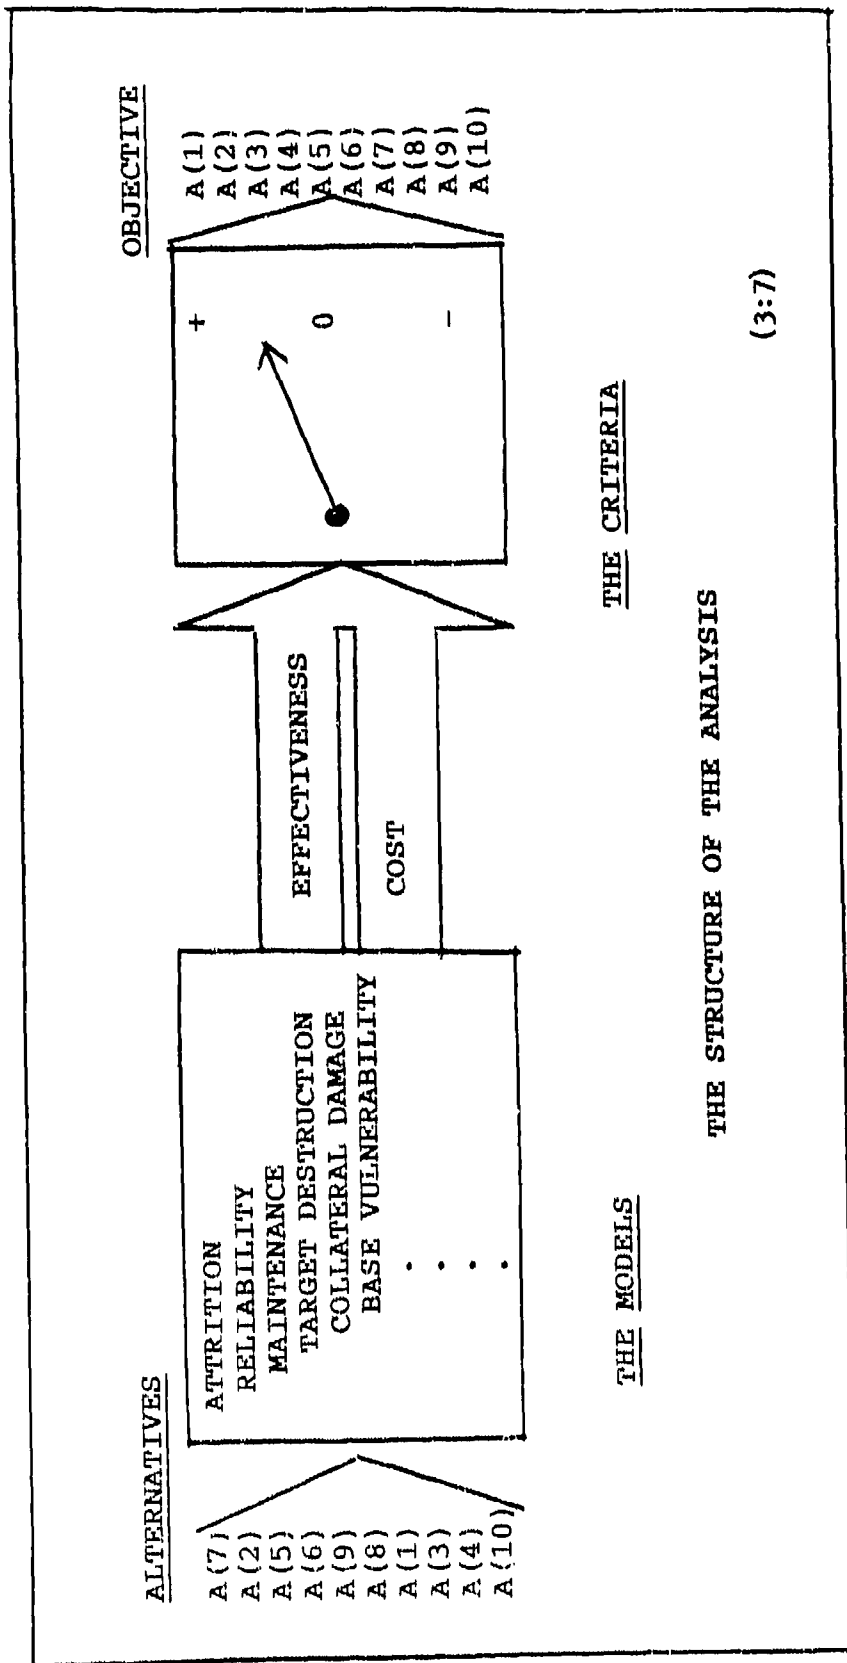 ALTERNATIVES
A(7)
A(2)
A(5)
A(6)
A(9)
A(8)
A(1)
A(3)
A(4)
A(10)
ATTRITION
RELIABILITY
MAINTENANCE
TARGET DESTRUCTION
COLLATERAL DAMAGE
BASE VULNERABILITY
.
.
.
.
THE MODELS
EFFECTIVENESS
COST
+
0
-
THE CRITERIA
OBJECTIVE
A(1)
A(2)
A(3)
A(4)
A(5)
A(6)
A(7)
A(8)
A(9)
A(10)
THE STRUCTURE OF THE ANALYSIS
(3:7)